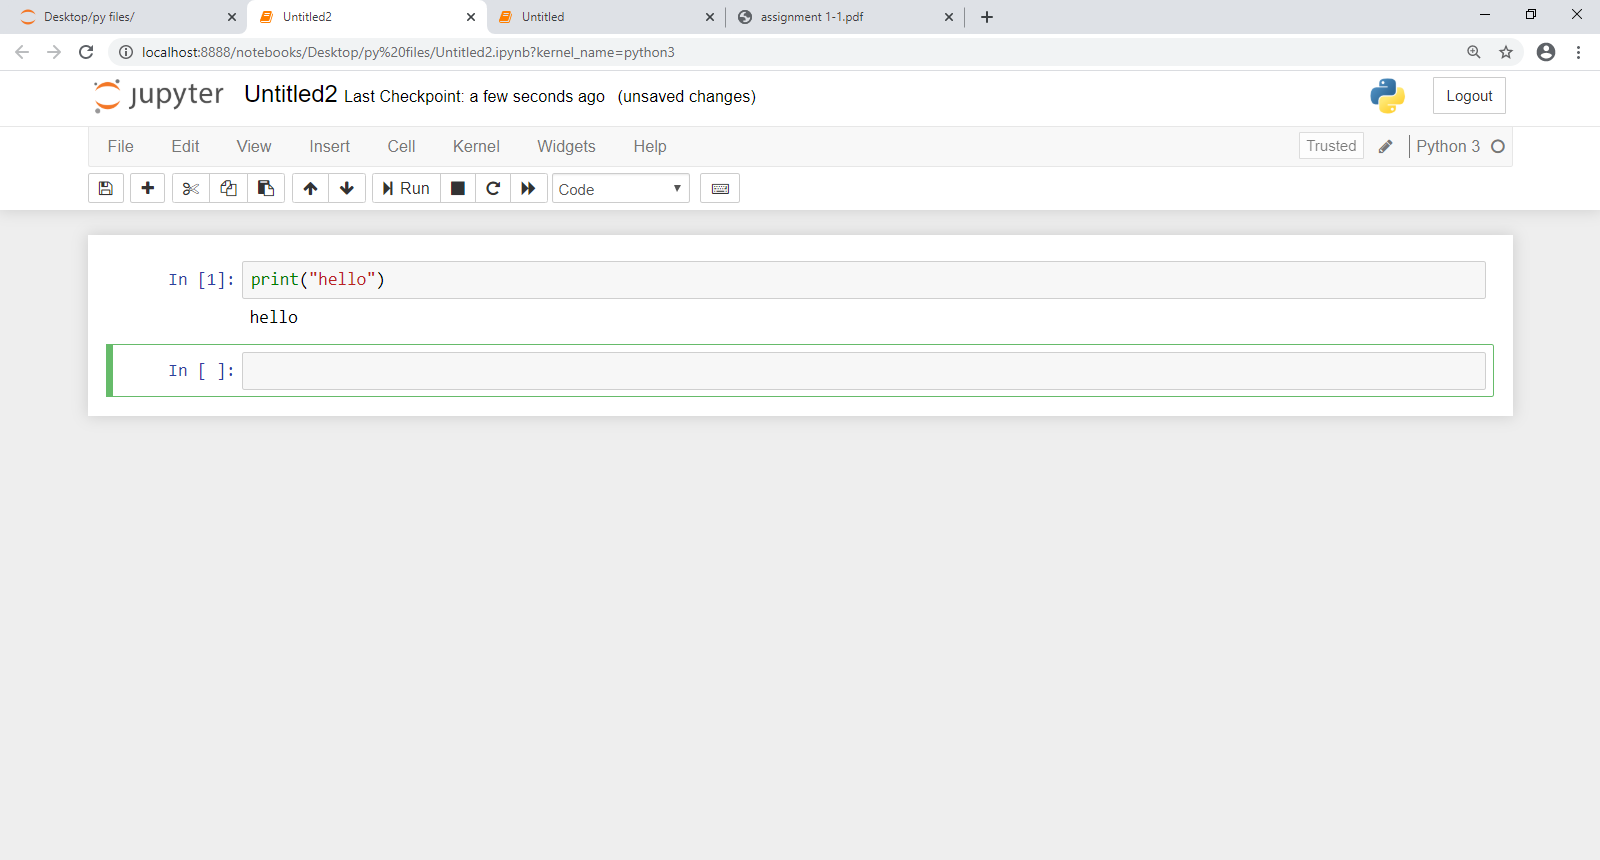 Desktop/py files/
Untitled2
Untitled
assignment 1-1.pdf
localhost:8888/notebooks/Desktop/py%20files/Untitled2.ipynb?kernel_name=python3
jupyter Untitled2 Last Checkpoint: a few seconds ago (unsaved changes)
Logout
File Edit View Insert Cell Kernel Widgets Help
Trusted
Python 3
Run
Code
In [1]: print("hello")
hello
In [ ]: